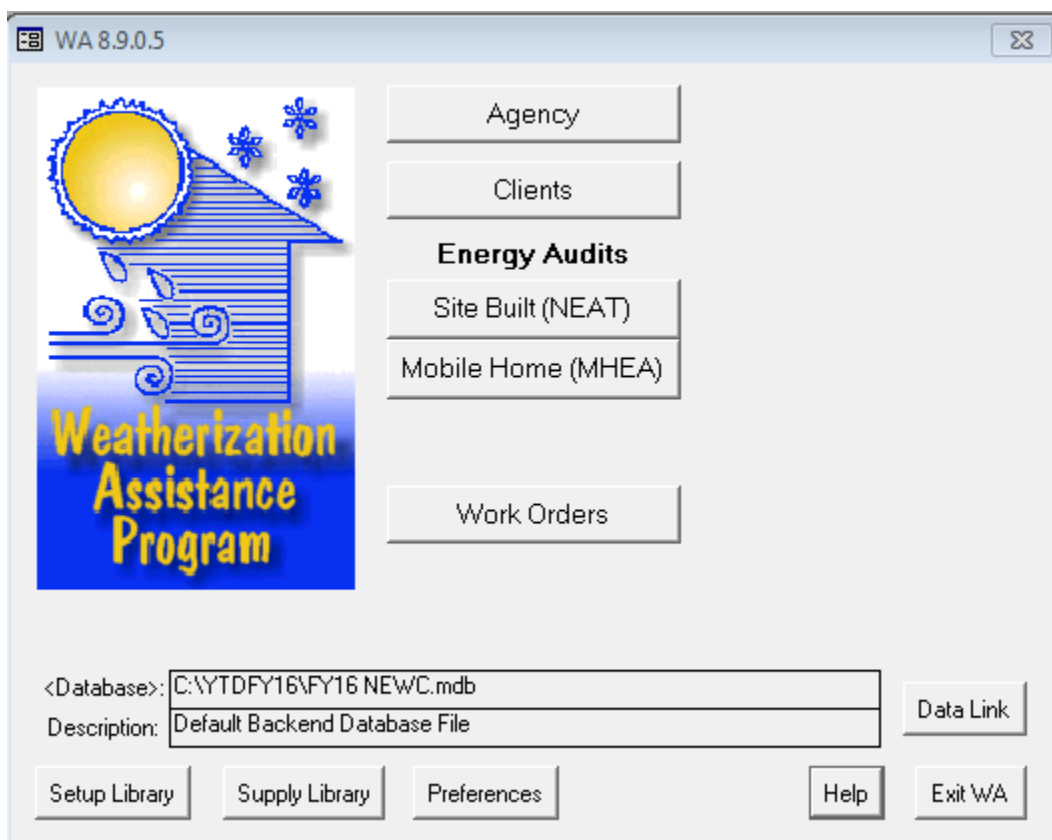 WA 8.9.0.5
Weatherization
Assistance
Program
Agency
Clients
Energy Audits
Site Built (NEAT)
Mobile Home (MHEA)
Work Orders
<Database>: C:\YTDFY16\FY16 NEWC.mdb
Description: Default Backend Database File
Data Link
Setup Library Supply Library Preferences Help Exit WA